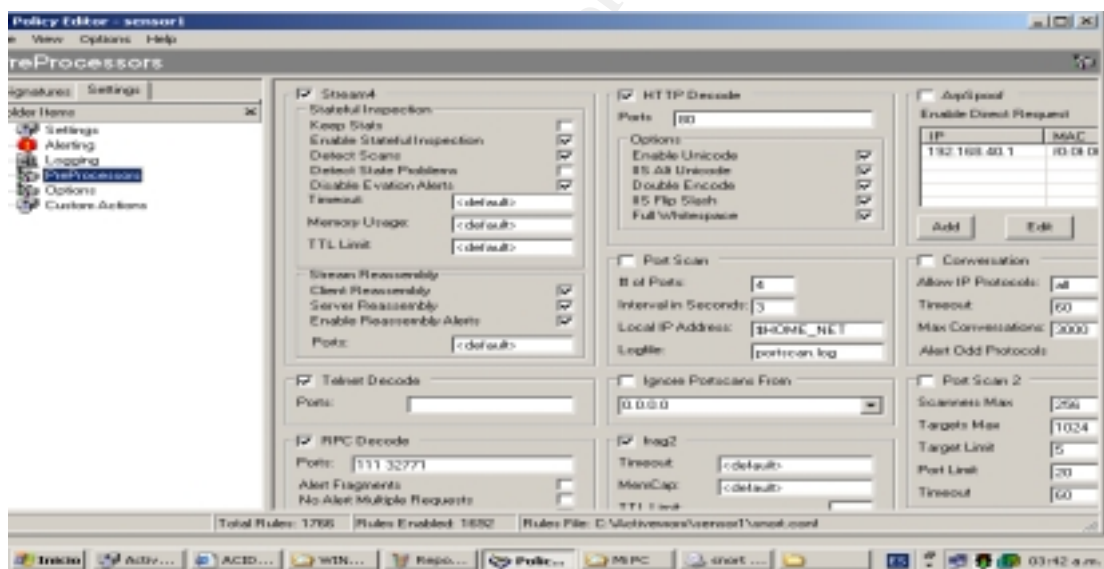 Policy Editor - sensor1
View Options Help
reProcessors
ignatures Settings
older Items
Settings
Alerting
Logging
PreProcessors
Options
Custom Actions
Stream4
Stateful Inspection
Keep Stats
Enable Stateful Inspection
Detect Scans
Detect State Problems
Disable Evation Alerts
Timeout: <default>
Memory Usage: <default>
TTL Limit <default>
Stream Reassembly
Client Reassembly
Server Reassembly
Enable Reassembly Alerts
Ports: <default>
Telnet Decode
Ports:
RPC Decode
Ports: 111 32771
Alert Fragments
No Alert Multiple Requests
HTTP Decode
Ports 80
Options
Enable Unicode
IIS Alt Unicode
Double Encode
IIS Flip Slash
Full Whitespace
Port Scan
# of Ports: 4
Interval in Seconds: 3
Local IP Address: $HOME_NET
Logfile: portscan.log
Ignore Portscans From
0.0.0.0
frag2
Timeout <default>
MemCap: <default>
TTL Limit
ArpSpoof
Enable Direct Request
IP MAC
192.168.40.1
Add Edit
Conversation
Allow IP Protocols: all
Timeout 60
Max Conversations: 3000
Alert Odd Protocols
Port Scan 2
Scanners Max 256
Targets Max 1024
Target Limit 5
Port Limit 20
Timeout 60
Total Rules: 1766 Rules Enabled: 1692 Rules File: C:\Activeworx\sensor1\snort.conf
Inicio Activ... ACID... WIN... Repo... Polic... Mi PC snort ... ES 03:42 a.m.